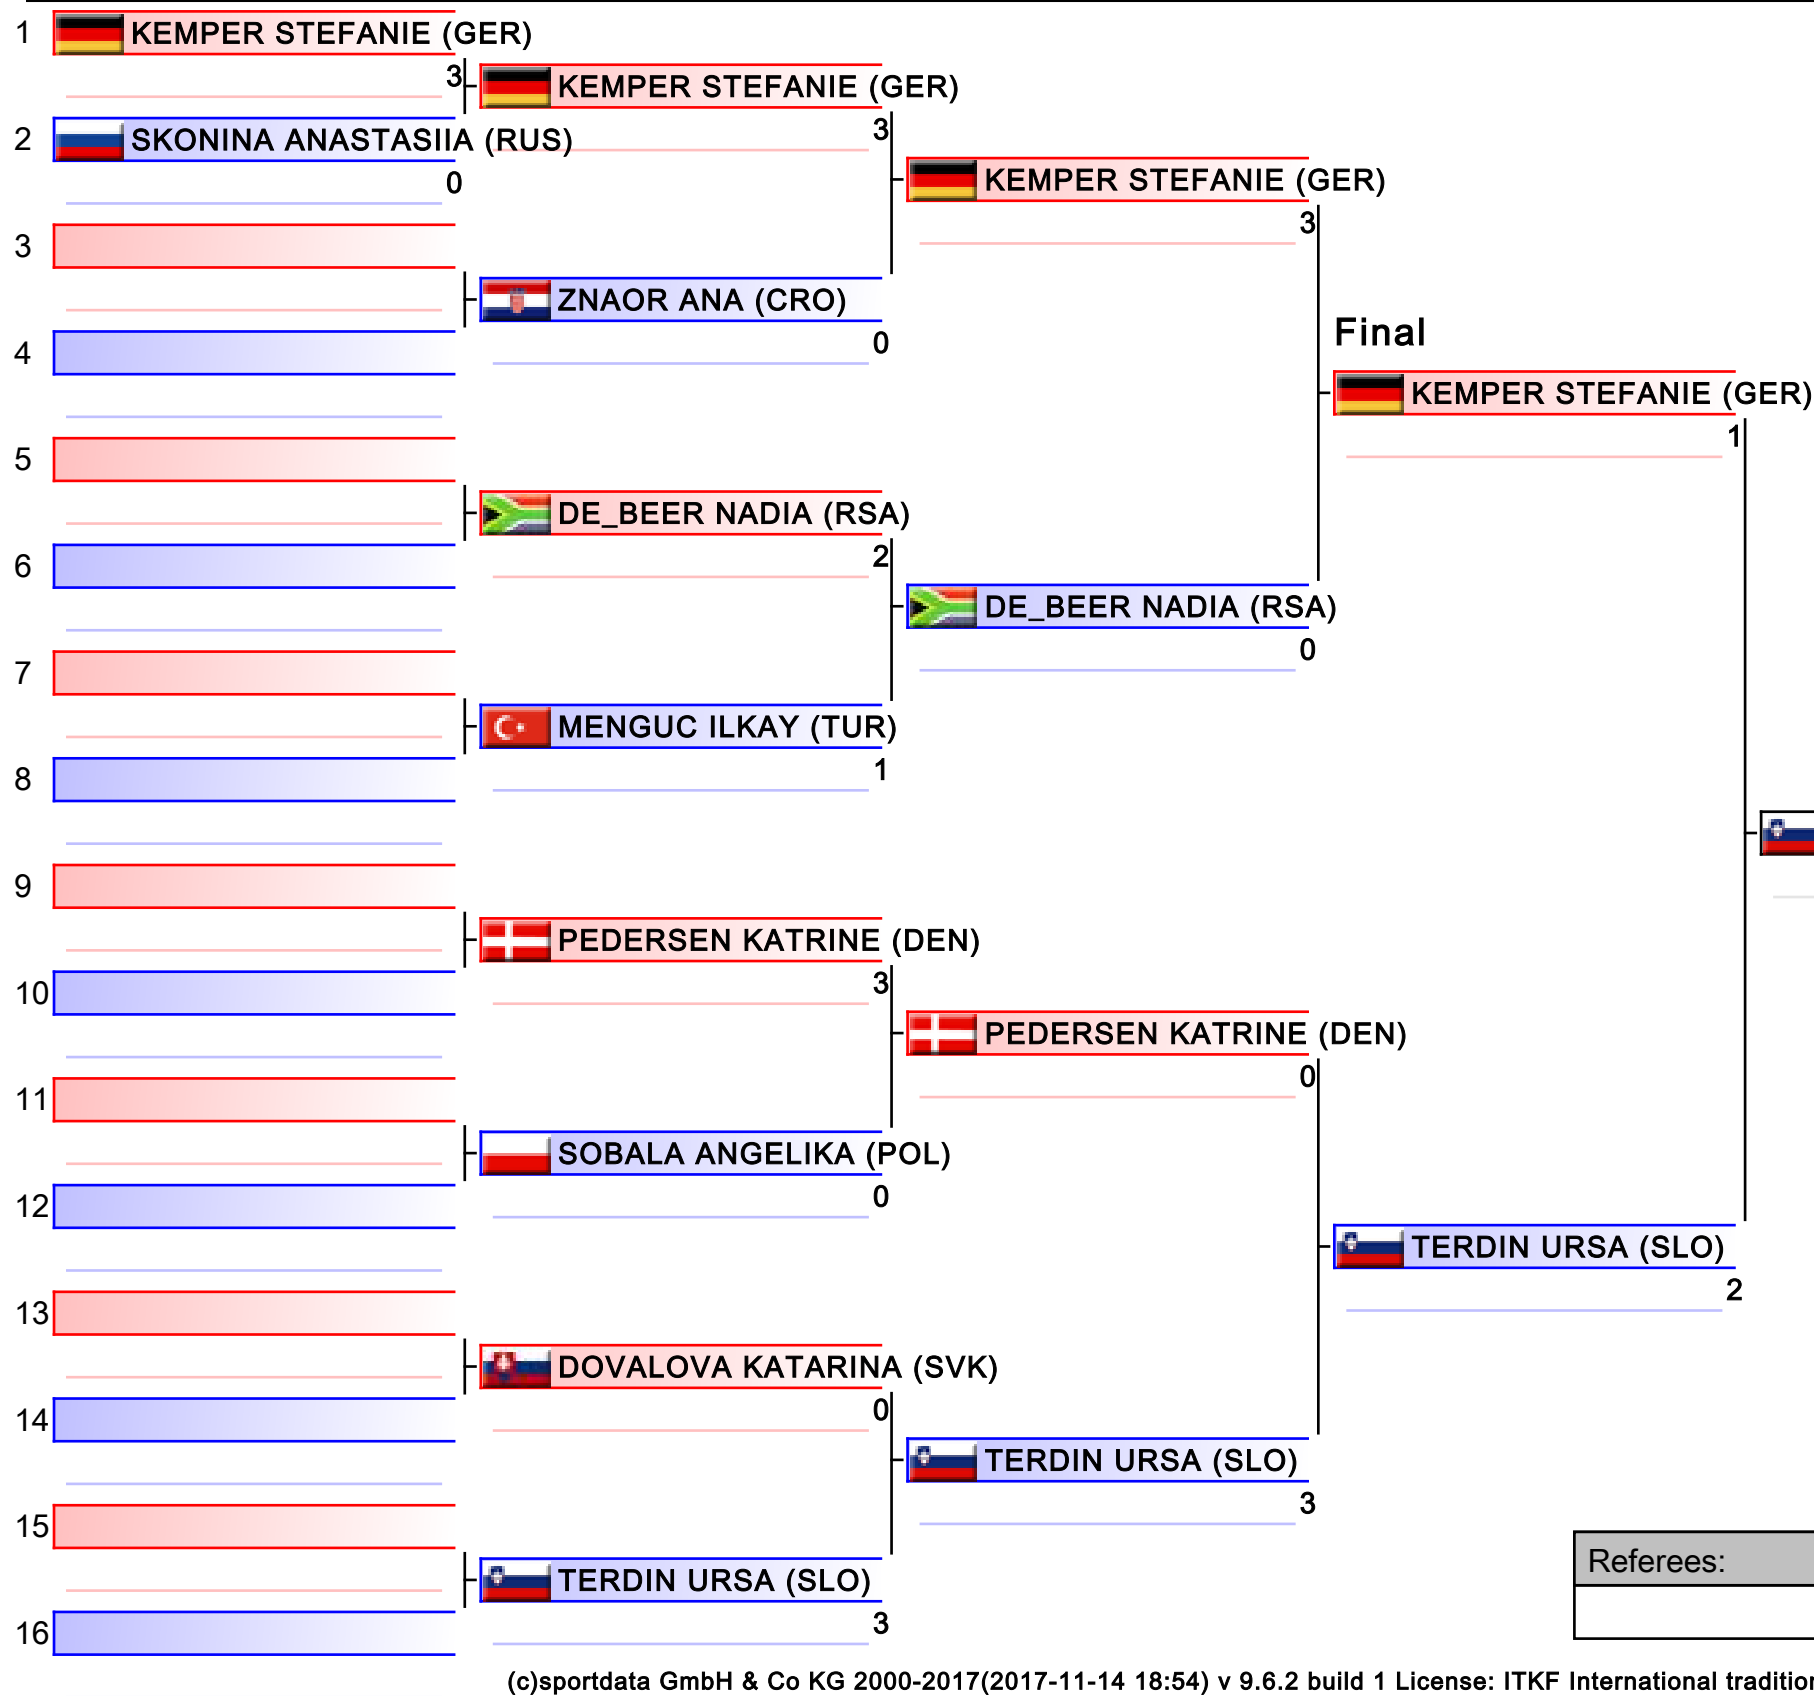 1 KEMPER STEFANIE (GER)
3
KEMPER STEFANIE (GER)
3
2 SKONINA ANASTASIIA (RUS)
0
KEMPER STEFANIE (GER)
3
3
ZNAOR ANA (CRO)
0
4
Final
KEMPER STEFANIE (GER)
1
5
DE_BEER NADIA (RSA)
2
6
DE_BEER NADIA (RSA)
0
7
MENGUC ILKAY (TUR)
1
8
9
PEDERSEN KATRINE (DEN)
3
10
PEDERSEN KATRINE (DEN)
0
11
SOBALA ANGELIKA (POL)
0
12
TERDIN URSA (SLO)
2
13
DOVALOVA KATARINA (SVK)
0
14
TERDIN URSA (SLO)
3
15
TERDIN URSA (SLO)
3
16
Referees:
(c)sportdata GmbH & Co KG 2000-2017(2017-11-14 18:54) v 9.6.2 build 1 License: ITKF International